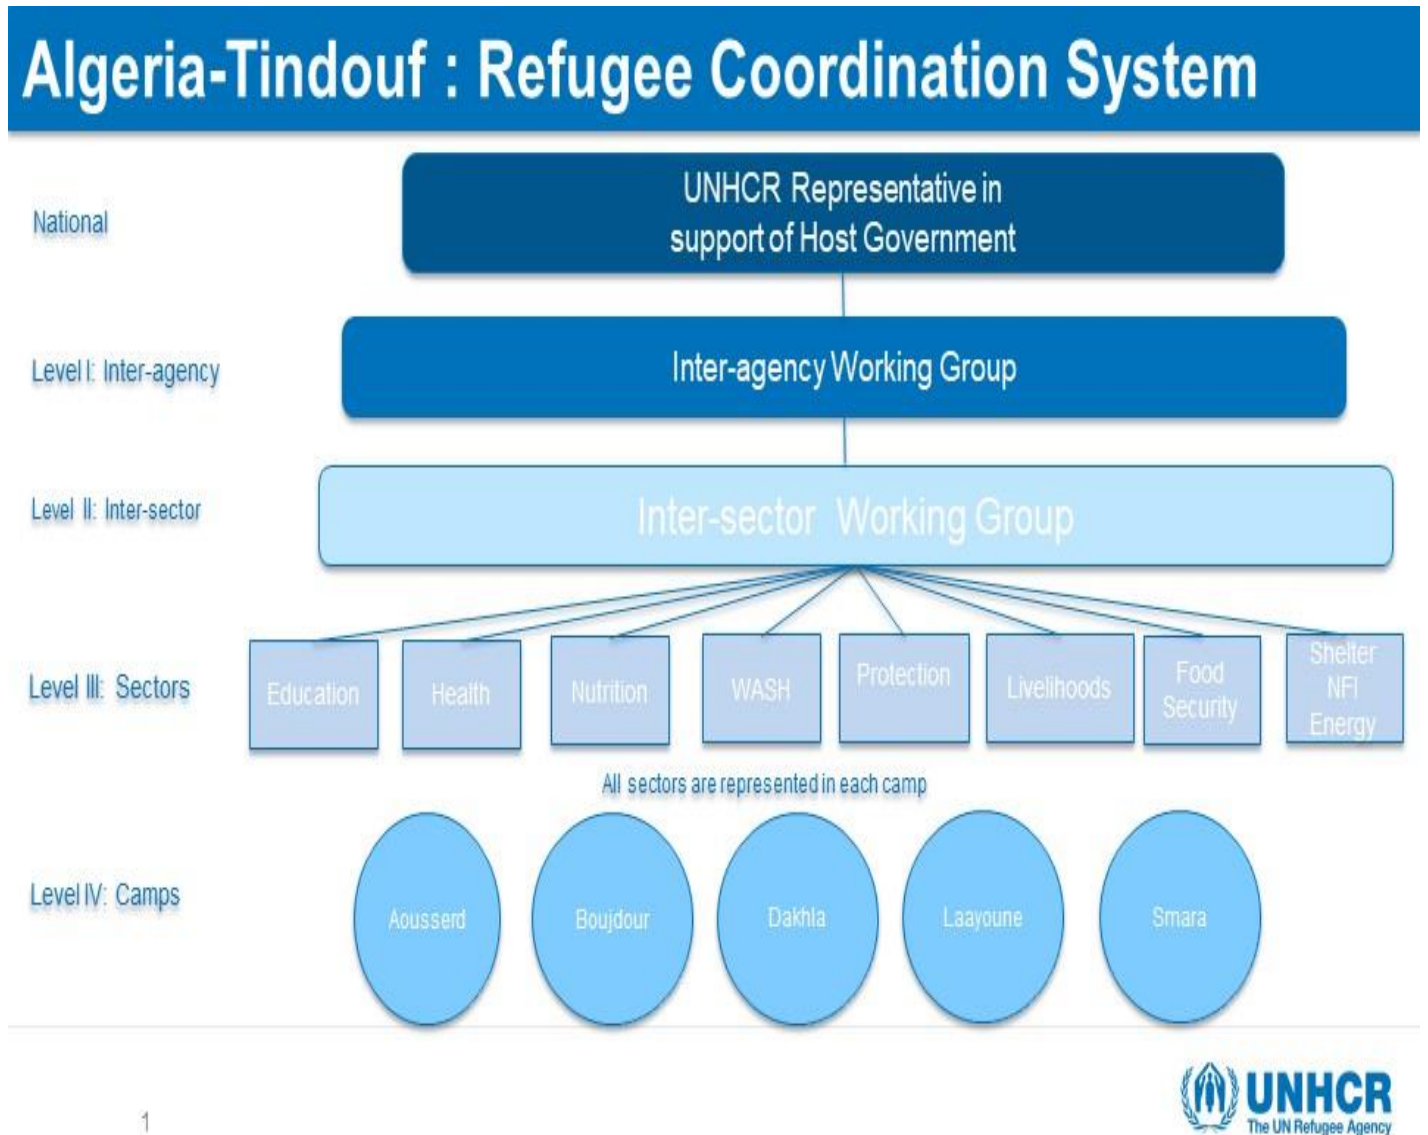 Algeria-Tindouf : Refugee Coordination System
National
UNHCR Representative in
support of Host Government
Level I: Inter-agency
Inter-agency Working Group
Level II: Inter-sector
Inter-sector Working Group
Level III: Sectors
Education
Health
Nutrition
WASH
Protection
Livelihoods
Food
Security
Shelter
NFI
Energy
All sectors are represented in each camp
Level IV: Camps
Aousserd
Boujdour
Dakhla
Laayoune
Smara
1
UNHCR
The UN Refugee Agency